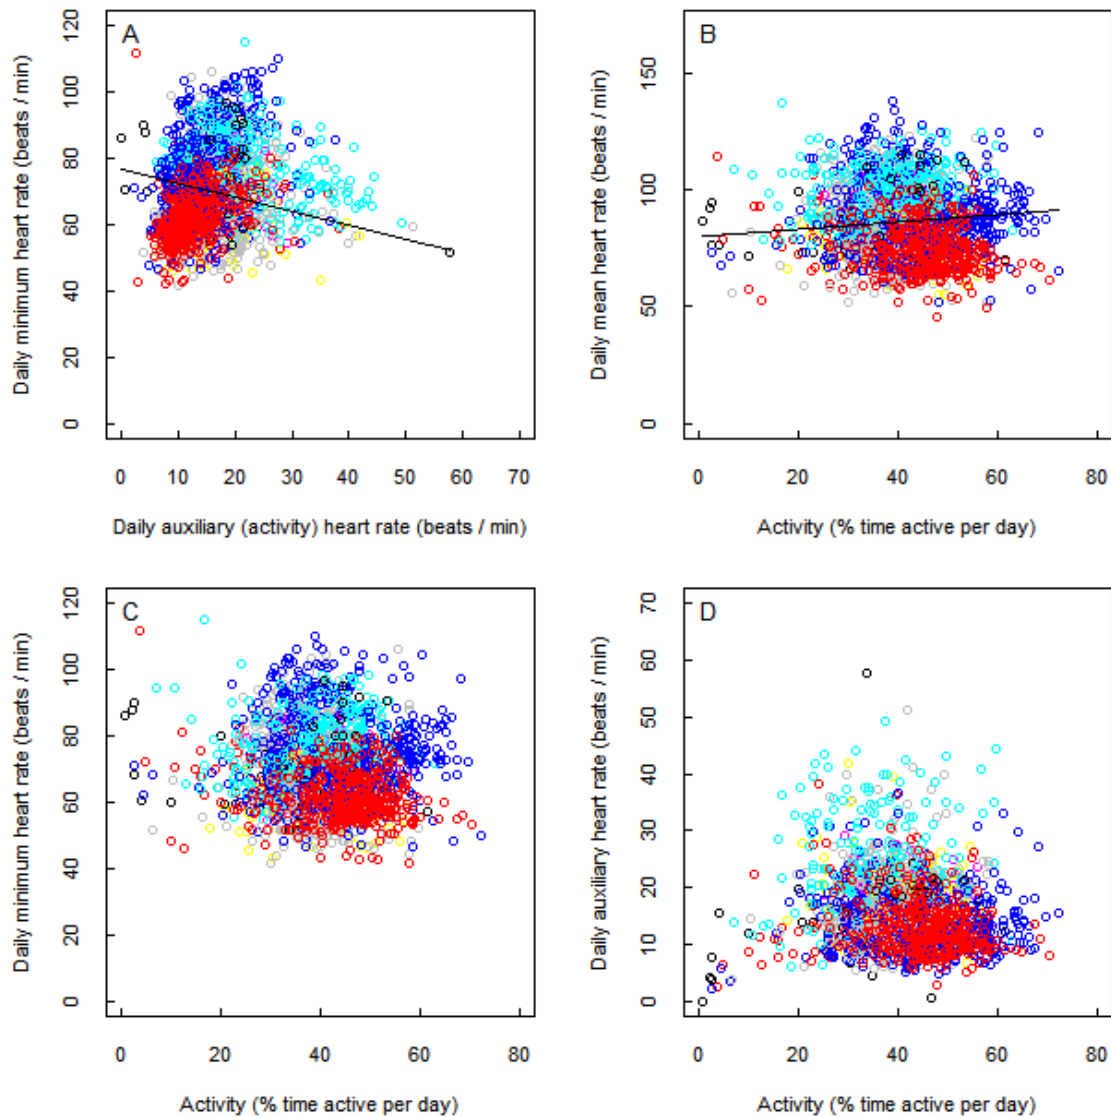 A
Daily minimum heart rate (beats / min)
0 20 40 60 80 100 120
0 10 20 30 40 50 60 70
Daily auxiliary (activity) heart rate (beats / min)
B
Daily mean heart rate (beats / min)
0 50 100 150
0 20 40 60 80
Activity (% time active per day)
C
Daily minimum heart rate (beats / min)
0 20 40 60 80 100 120
0 20 40 60 80
Activity (% time active per day)
D
Daily auxiliary heart rate (beats / min)
0 10 20 30 40 50 60 70
0 20 40 60 80
Activity (% time active per day)